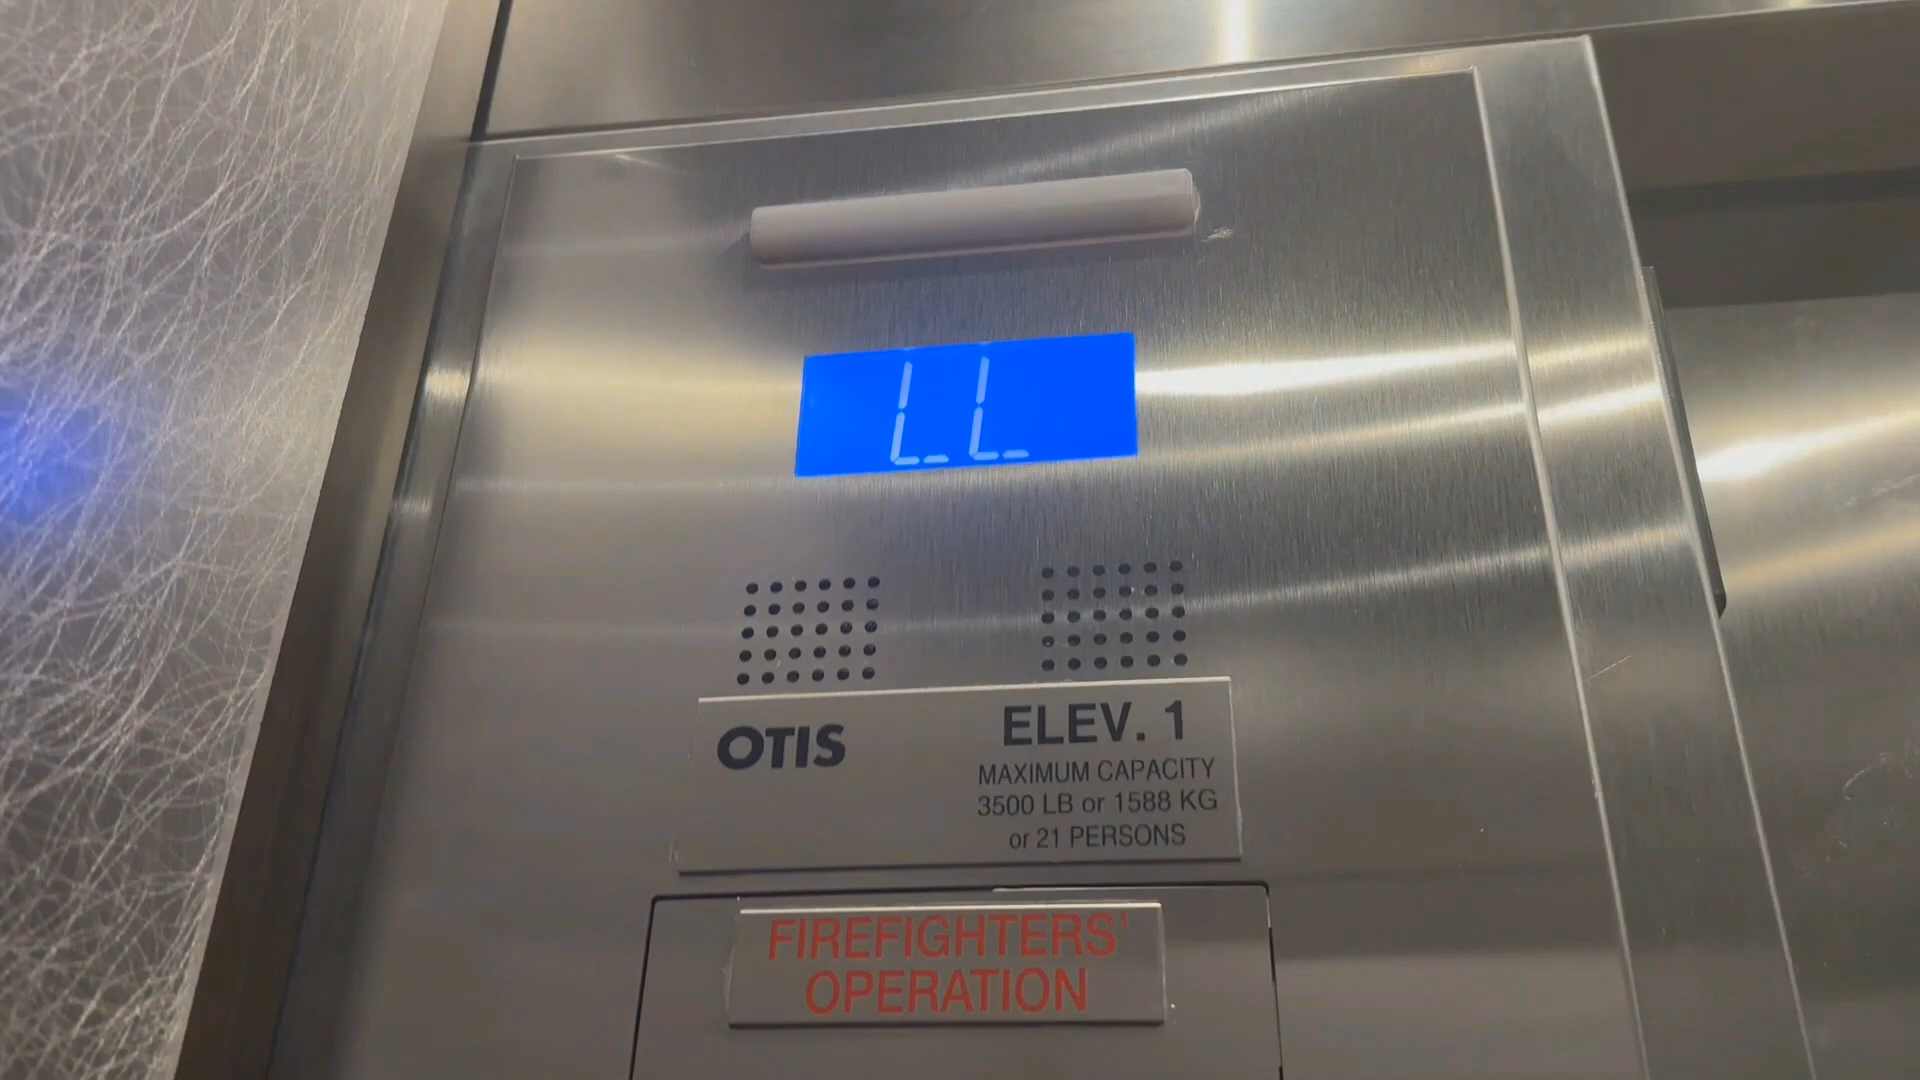 LL
OTIS
ELEV. 1
MAXIMUM CAPACITY
3500 LB or 1588 KG
or 21 PERSONS
FIREFIGHTERS'
OPERATION